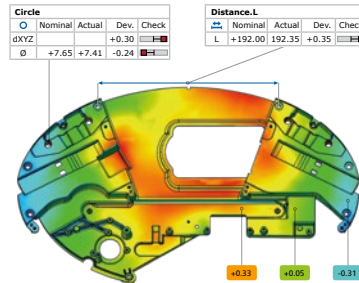 Circle
Nominal Actual Dev. Check
dXYZ +0.30
Ø +7.65 +7.41 -0.24
Distance.L
Nominal Actual Dev. Check
L +192.00 192.35 +0.35
+0.33 +0.05 -0.31